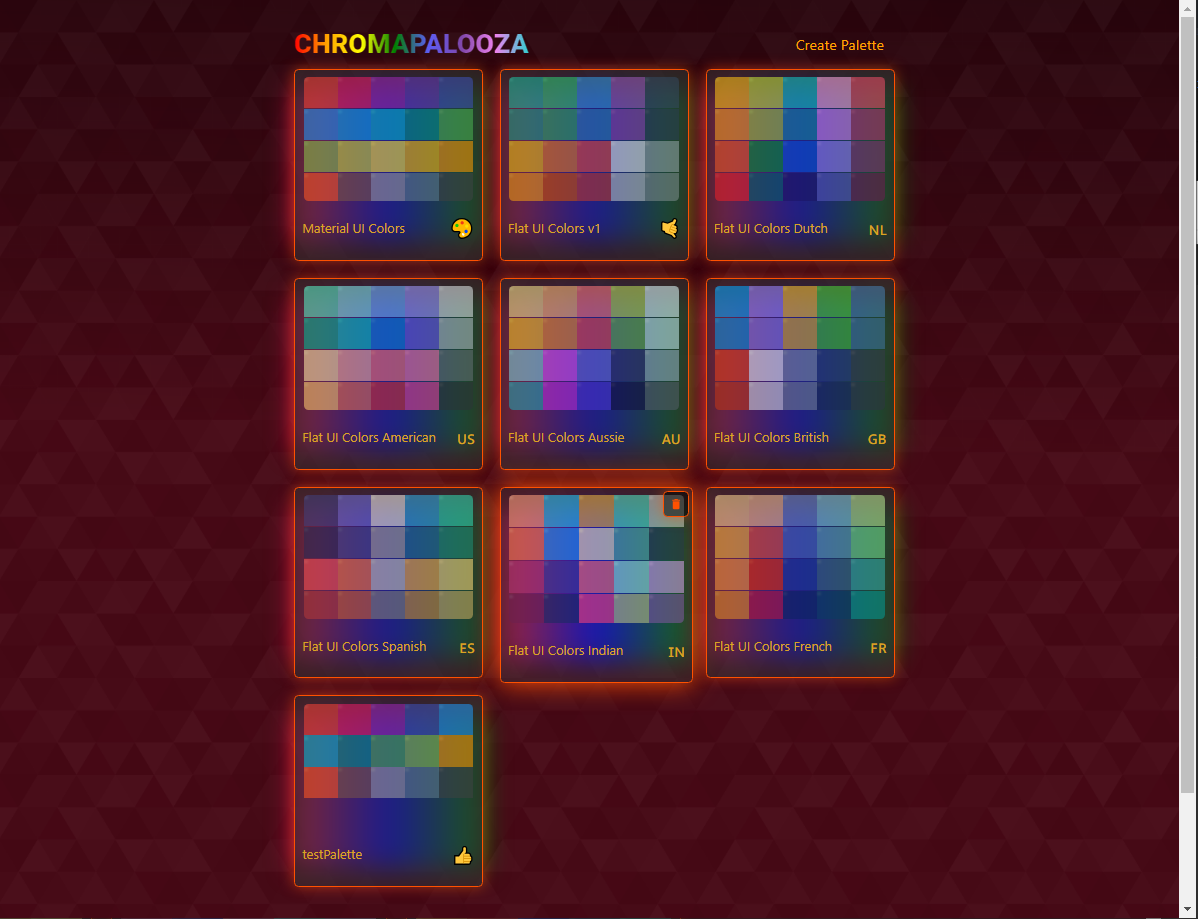 CHROMAPALOOZA
Create Palette
Material UI Colors
Flat UI Colors v1
Flat UI Colors Dutch NL
Flat UI Colors American US
Flat UI Colors Aussie AU
Flat UI Colors British GB
Flat UI Colors Spanish ES
Flat UI Colors Indian IN
Flat UI Colors French FR
testPalette